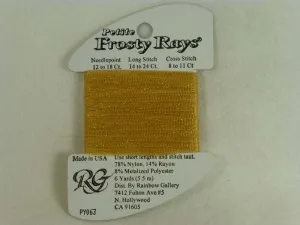 Petite
Frosty Rays®
Needlepoint Long Stitch Cross Stitch
12 to 18 Ct. 14 to 24 Ct. 8 to 11 Ct.
Made in USA
RG
PY063
Use short lengths and stitch taut.
78% Nylon, 14% Rayon
8% Metalized Polyester
6 Yards (5.5 m)
Dist. By Rainbow Gallery
7412 Fulton Ave #5
N. Hollywood
CA 91605